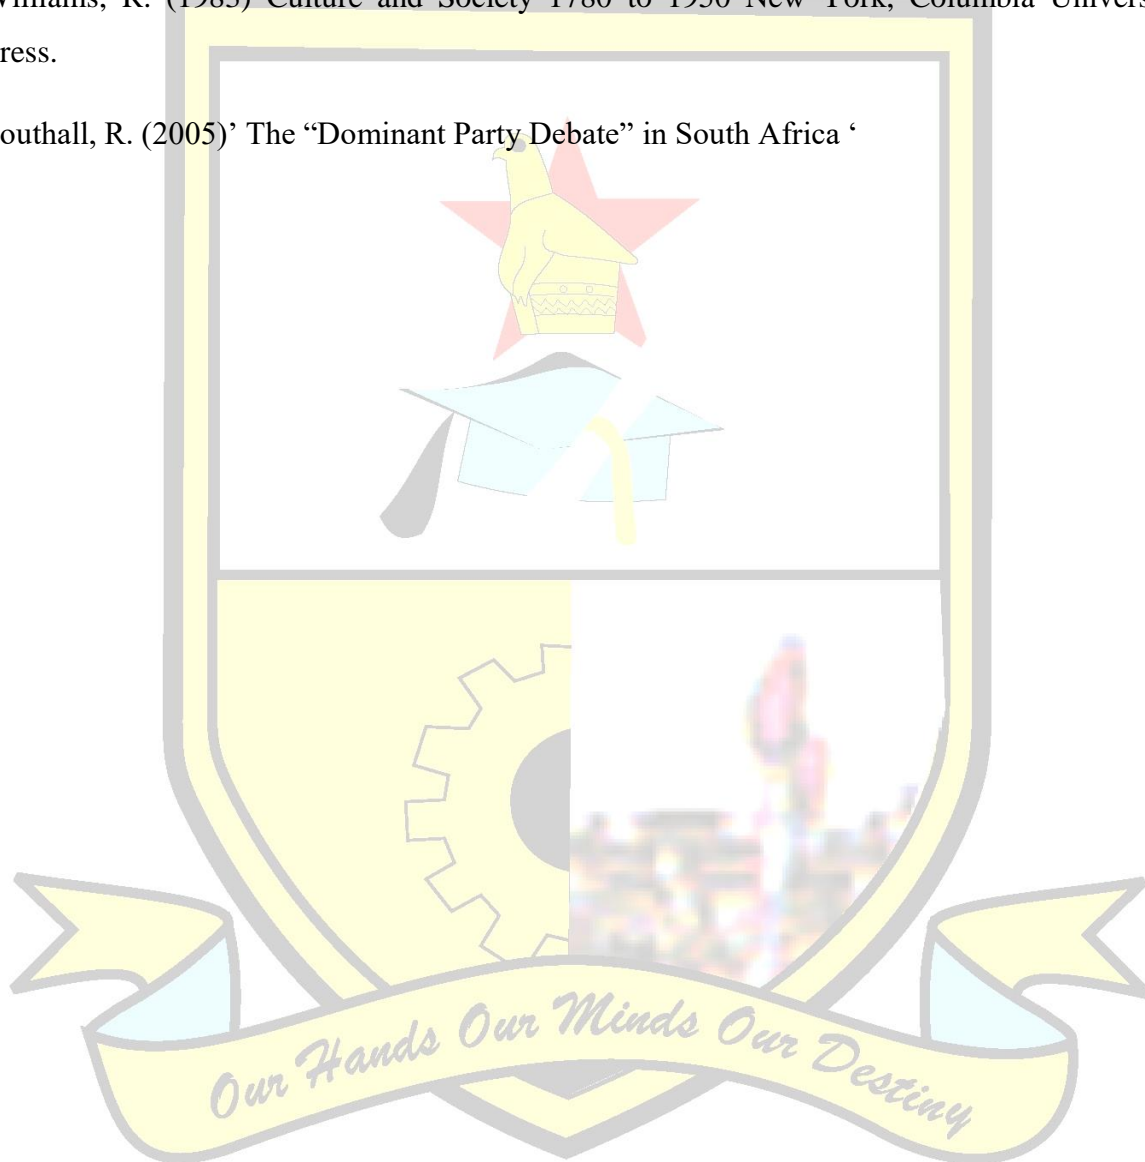 illiams, R. (1983) Culture and Society 1780 to 1950 New York, Columbia Univers
ress.
outhall, R. (2005)’ The “Dominant Party Debate” in South Africa ‘
Our Hands Our Minds Our Destiny